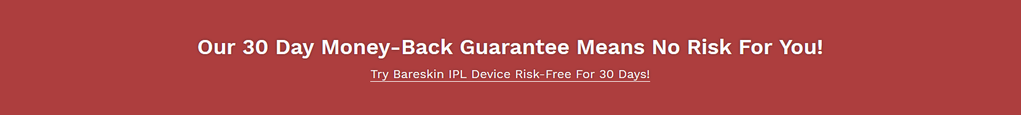 Our 30 Day Money-Back Guarantee Means No Risk For You!
Try Bareskin IPL Device Risk-Free For 30 Days!